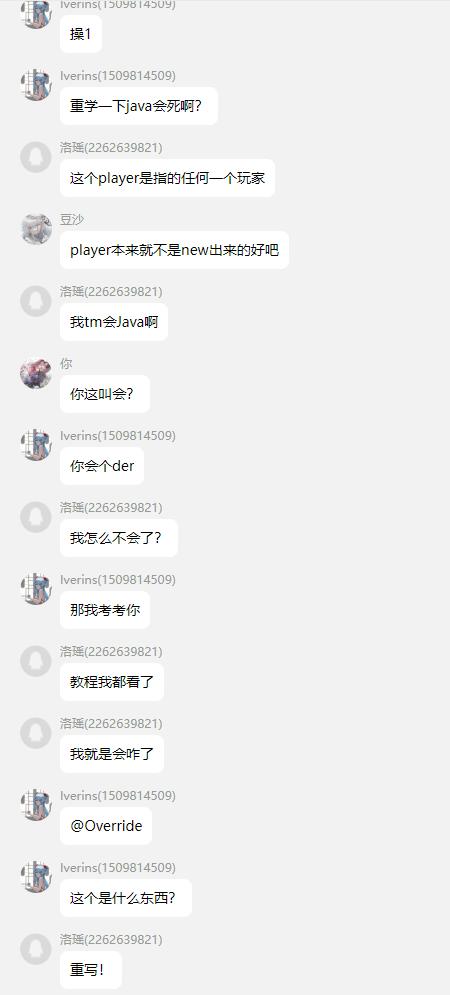 Iverins(1509814509)
操1
Iverins(1509814509)
重学一下java会死啊？
洛瑶(2262639821)
这个player是指的任何一个玩家
豆沙
player本来就不是new出来的好吧
洛瑶(2262639821)
我tm会Java啊
你
你这叫会？
Iverins(1509814509)
你会个der
洛瑶(2262639821)
我怎么不会了？
Iverins(1509814509)
那我考考你
洛瑶(2262639821)
教程我都看了
洛瑶(2262639821)
我就是会咋了
Iverins(1509814509)
@Override
Iverins(1509814509)
这个是什么东西？
洛瑶(2262639821)
重写！